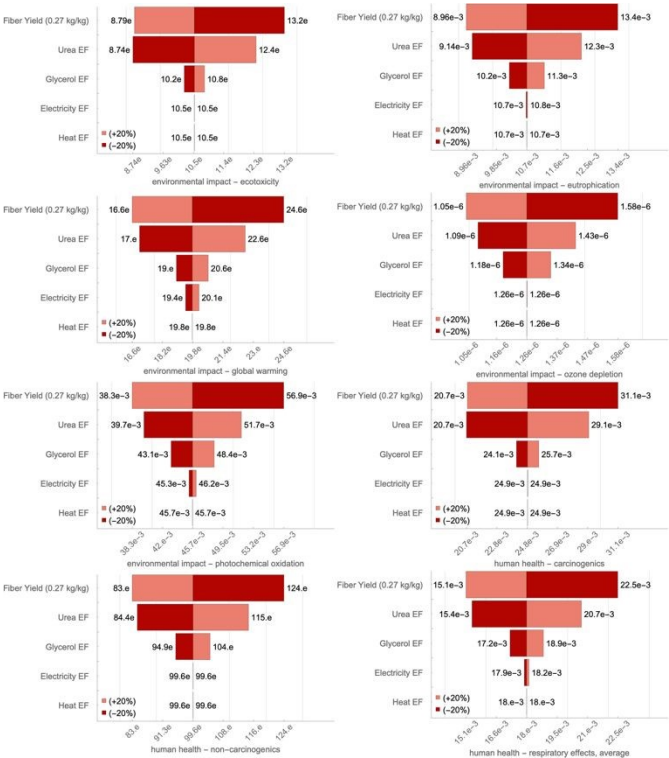 Fiber Yield (0.27 kg/kg) 8.79e 13.2e
Urea EF 8.74e 12.4e
Glycerol EF 10.2e 10.8e
Electricity EF 10.5e 10.5e
Heat EF 10.5e 10.5e
(+20%)
(−20%)
8.74e 9.63e 10.5e 11.4e 12.3e 13.2e
environmental impact − ecotoxicity
Fiber Yield (0.27 kg/kg) 8.96e−3 13.4e−3
Urea EF 9.14e−3 12.3e−3
Glycerol EF 10.2e−3 11.3e−3
Electricity EF 10.7e−3 10.8e−3
Heat EF 10.7e−3 10.7e−3
(+20%)
(−20%)
8.96e−3 9.85e−3 10.7e−3 11.6e−3 12.5e−3 13.4e−3
environmental impact − eutrophication
Fiber Yield (0.27 kg/kg) 16.6e 24.6e
Urea EF 17.e 22.6e
Glycerol EF 19.e 20.6e
Electricity EF 19.4e 20.1e
Heat EF 19.8e 19.8e
(+20%)
(−20%)
16.6e 18.2e 19.8e 21.4e 23.e 24.6e
environmental impact − global warming
Fiber Yield (0.27 kg/kg) 1.05e−6 1.58e−6
Urea EF 1.09e−6 1.43e−6
Glycerol EF 1.18e−6 1.34e−6
Electricity EF 1.26e−6 1.26e−6
Heat EF 1.26e−6 1.26e−6
(+20%)
(−20%)
1.05e−6 1.16e−6 1.26e−6 1.37e−6 1.47e−6 1.58e−6
environmental impact − ozone depletion
Fiber Yield (0.27 kg/kg) 38.3e−3 56.9e−3
Urea EF 39.7e−3 51.7e−3
Glycerol EF 43.1e−3 48.4e−3
Electricity EF 45.3e−3 46.2e−3
Heat EF 45.7e−3 45.7e−3
(+20%)
(−20%)
38.3e−3 42.e−3 45.7e−3 49.5e−3 53.2e−3 56.9e−3
environmental impact − photochemical oxidation
Fiber Yield (0.27 kg/kg) 20.7e−3 31.1e−3
Urea EF 20.7e−3 29.1e−3
Glycerol EF 24.1e−3 25.7e−3
Electricity EF 24.9e−3 24.9e−3
Heat EF 24.9e−3 24.9e−3
(+20%)
(−20%)
20.7e−3 22.8e−3 24.8e−3 26.9e−3 29.e−3 31.1e−3
human health − carcinogenics
Fiber Yield (0.27 kg/kg) 83.e 124.e
Urea EF 84.4e 115.e
Glycerol EF 94.9e 104.e
Electricity EF 99.6e 99.6e
Heat EF 99.6e 99.6e
(+20%)
(−20%)
83.e 91.3e 99.6e 108.e 116.e 124.e
human health − non−carcinogenics
Fiber Yield (0.27 kg/kg) 15.1e−3 22.5e−3
Urea EF 15.4e−3 20.7e−3
Glycerol EF 17.2e−3 18.9e−3
Electricity EF 17.9e−3 18.2e−3
Heat EF 18.e−3 18.e−3
(+20%)
(−20%)
15.1e−3 16.6e−3 18.e−3 19.5e−3 21.e−3 22.5e−3
human health − respiratory effects, average